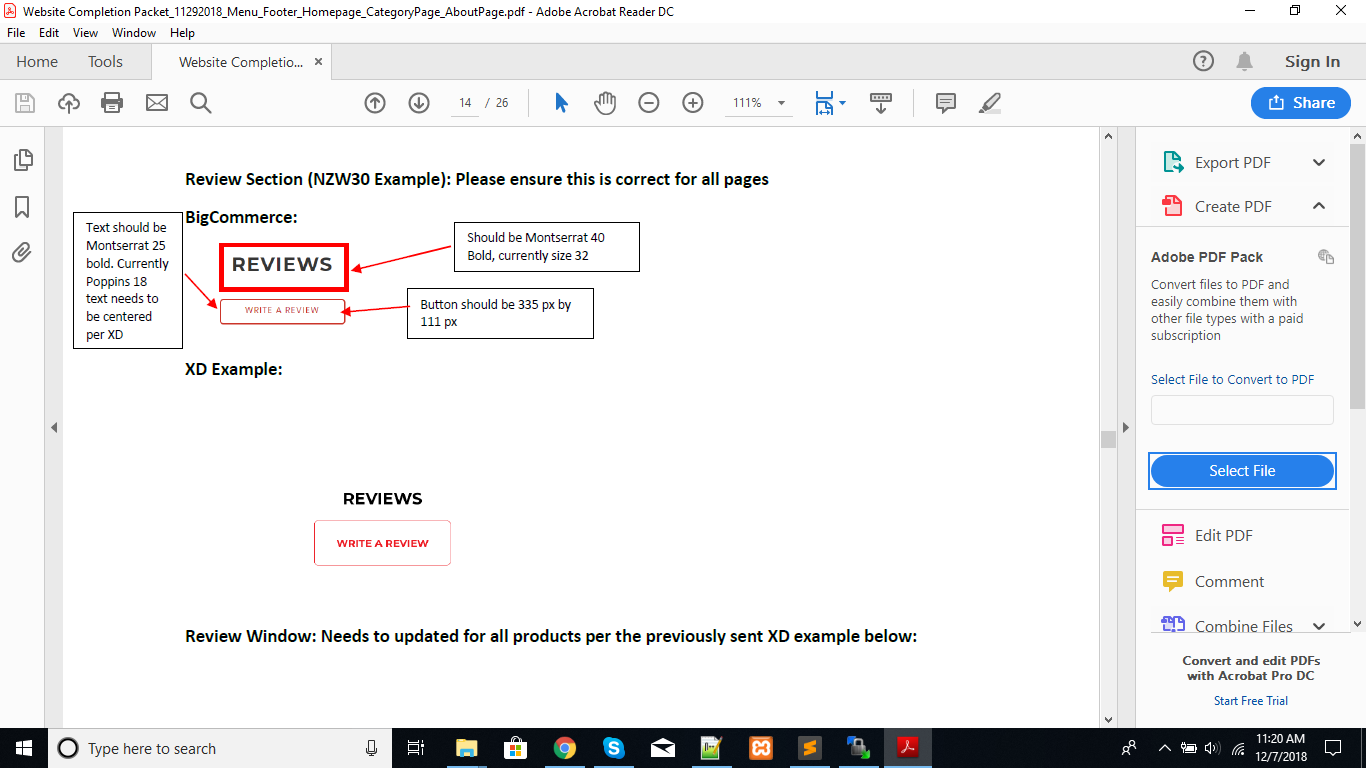 Website Completion Packet_11292018_Menu_Footer_Homepage_CategoryPage_AboutPage.pdf - Adobe Acrobat Reader DC
File Edit View Window Help
Home Tools Website Completio... × ? Sign In
14 / 26 111% Share
Review Section (NZW30 Example): Please ensure this is correct for all pages
BigCommerce:
Text should be
Montserrat 25
bold. Currently
Poppins 18
text needs to
be centered
per XD
REVIEWS
Should be Montserrat 40
Bold, currently size 32
WRITE A REVIEW
Button should be 335 px by
111 px
XD Example:
REVIEWS
WRITE A REVIEW
Review Window: Needs to updated for all products per the previously sent XD example below:
Export PDF
Create PDF
Adobe PDF Pack
Convert files to PDF and
easily combine them with
other file types with a paid
subscription
Select File to Convert to PDF
Select File
Edit PDF
Comment
Combine Files
Convert and edit PDFs
with Acrobat Pro DC
Start Free Trial
Type here to search
11:20 AM
12/7/2018